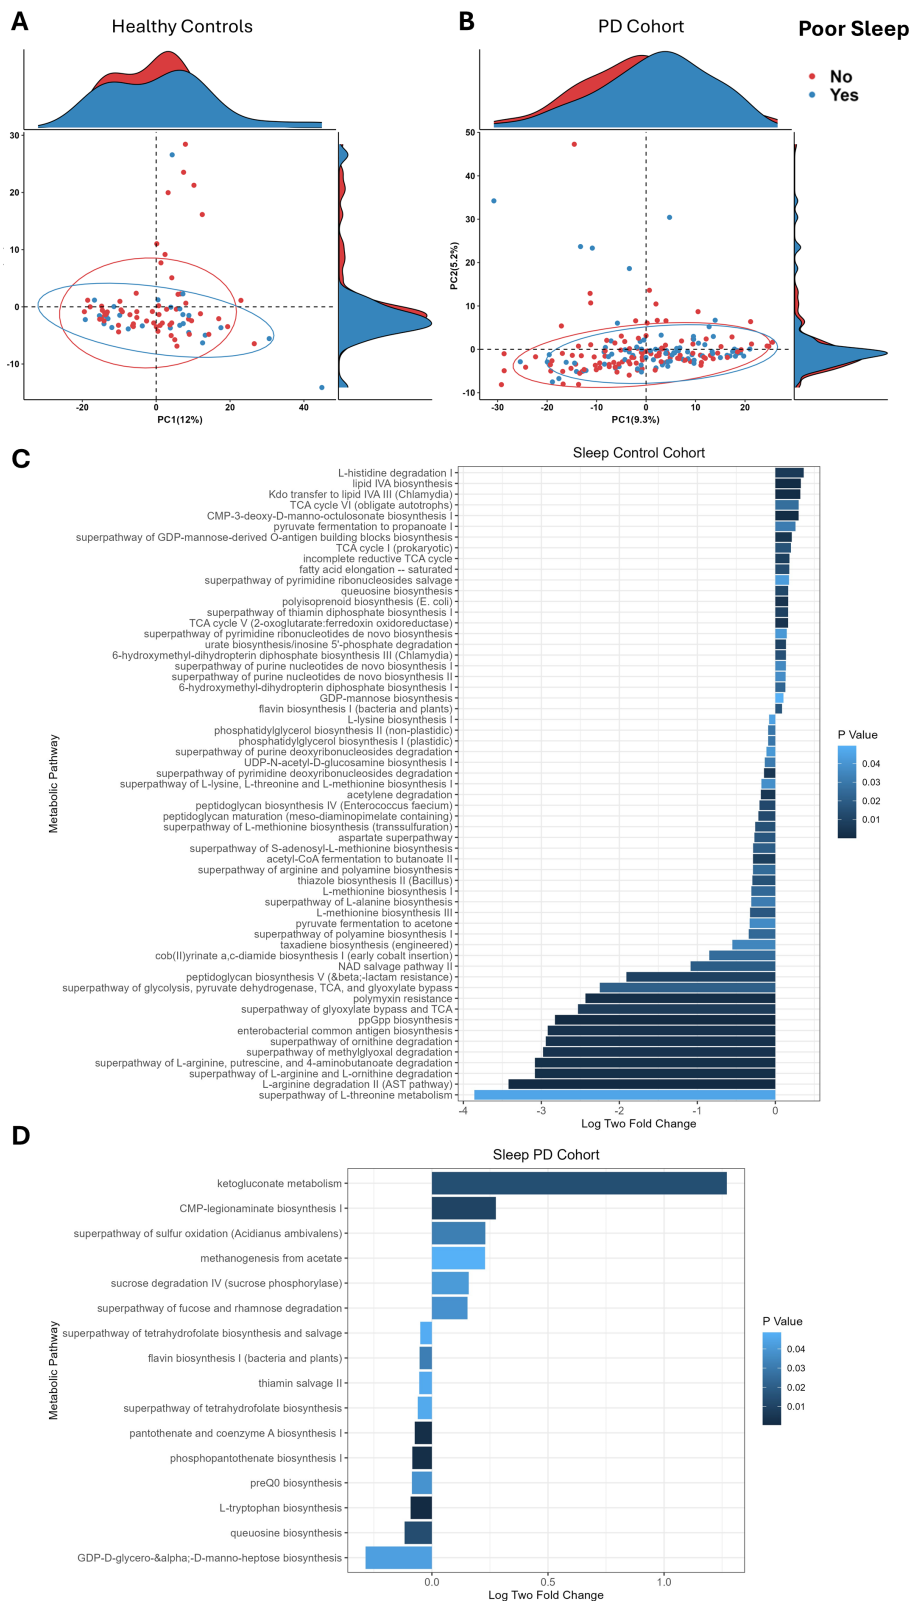 A
Healthy Controls
B
PD Cohort
Poor Sleep
No
Yes
30
20
10
0
-10
-20
0
20
40
PC1(12%)
50
40
30
20
10
0
-10
PC2(5.2%)
-30
-20
-10
0
10
20
PC1(9.3%)
C
Sleep Control Cohort
Metabolic Pathway
L-histidine degradation I
lipid IVA biosynthesis
Kdo transfer to lipid IVA III (Chlamydia)
TCA cycle VI (obligate autotrophs)
CMP-3-deoxy-D-manno-octulosonate biosynthesis I
pyruvate fermentation to propanoate I
superpathway of GDP-mannose-derived O-antigen building blocks biosynthesis
TCA cycle I (prokaryotic)
incomplete reductive TCA cycle
fatty acid elongation -- saturated
superpathway of pyrimidine ribonucleosides salvage
queuosine biosynthesis
polyisoprenoid biosynthesis (E. coli)
superpathway of thiamin diphosphate biosynthesis I
TCA cycle V (2-oxoglutarate:ferredoxin oxidoreductase)
superpathway of pyrimidine ribonucleotides de novo biosynthesis
urate biosynthesis/inosine 5'-phosphate degradation
6-hydroxymethyl-dihydropterin diphosphate biosynthesis III (Chlamydia)
superpathway of purine nucleotides de novo biosynthesis I
superpathway of purine nucleotides de novo biosynthesis II
6-hydroxymethyl-dihydropterin diphosphate biosynthesis I
GDP-mannose biosynthesis
flavin biosynthesis I (bacteria and plants)
L-lysine biosynthesis I
phosphatidylglycerol biosynthesis II (non-plastidic)
phosphatidylglycerol biosynthesis I (plastidic)
superpathway of purine deoxyribonucleosides degradation
UDP-N-acetyl-D-glucosamine biosynthesis I
superpathway of pyrimidine deoxyribonucleosides degradation
superpathway of L-lysine, L-threonine and L-methionine biosynthesis I
acetylene degradation
peptidoglycan biosynthesis IV (Enterococcus faecium)
peptidoglycan maturation (meso-diaminopimelate containing)
superpathway of L-methionine biosynthesis (transsulfuration)
aspartate superpathway
superpathway of S-adenosyl-L-methionine biosynthesis
acetyl-CoA fermentation to butanoate II
superpathway of arginine and polyamine biosynthesis
thiazole biosynthesis II (Bacillus)
L-methionine biosynthesis I
superpathway of L-alanine biosynthesis
L-methionine biosynthesis III
pyruvate fermentation to acetone
superpathway of polyamine biosynthesis I
taxadiene biosynthesis (engineered)
cob(II)yrinate a,c-diamide biosynthesis I (early cobalt insertion)
NAD salvage pathway II
peptidoglycan biosynthesis V (&beta;-lactam resistance)
superpathway of glycolysis, pyruvate dehydrogenase, TCA, and glyoxylate bypass
polymyxin resistance
superpathway of glyoxylate bypass and TCA
ppGpp biosynthesis
enterobacterial common antigen biosynthesis
superpathway of ornithine degradation
superpathway of methylglyoxal degradation
superpathway of L-arginine, putrescine, and 4-aminobutanoate degradation
superpathway of L-arginine and L-ornithine degradation
L-arginine degradation II (AST pathway)
superpathway of L-threonine metabolism
-4
-3
-2
-1
0
Log Two Fold Change
P Value
0.04
0.03
0.02
0.01
D
Sleep PD Cohort
Metabolic Pathway
ketogluconate metabolism
CMP-legionaminate biosynthesis I
superpathway of sulfur oxidation (Acidianus ambivalens)
methanogenesis from acetate
sucrose degradation IV (sucrose phosphorylase)
superpathway of fucose and rhamnose degradation
superpathway of tetrahydrofolate biosynthesis and salvage
flavin biosynthesis I (bacteria and plants)
thiamin salvage II
superpathway of tetrahydrofolate biosynthesis
pantothenate and coenzyme A biosynthesis I
phosphopantothenate biosynthesis I
preQ0 biosynthesis
L-tryptophan biosynthesis
queuosine biosynthesis
GDP-D-glycero-&alpha;-D-manno-heptose biosynthesis
0.0
0.5
1.0
Log Two Fold Change
P Value
0.04
0.03
0.02
0.01